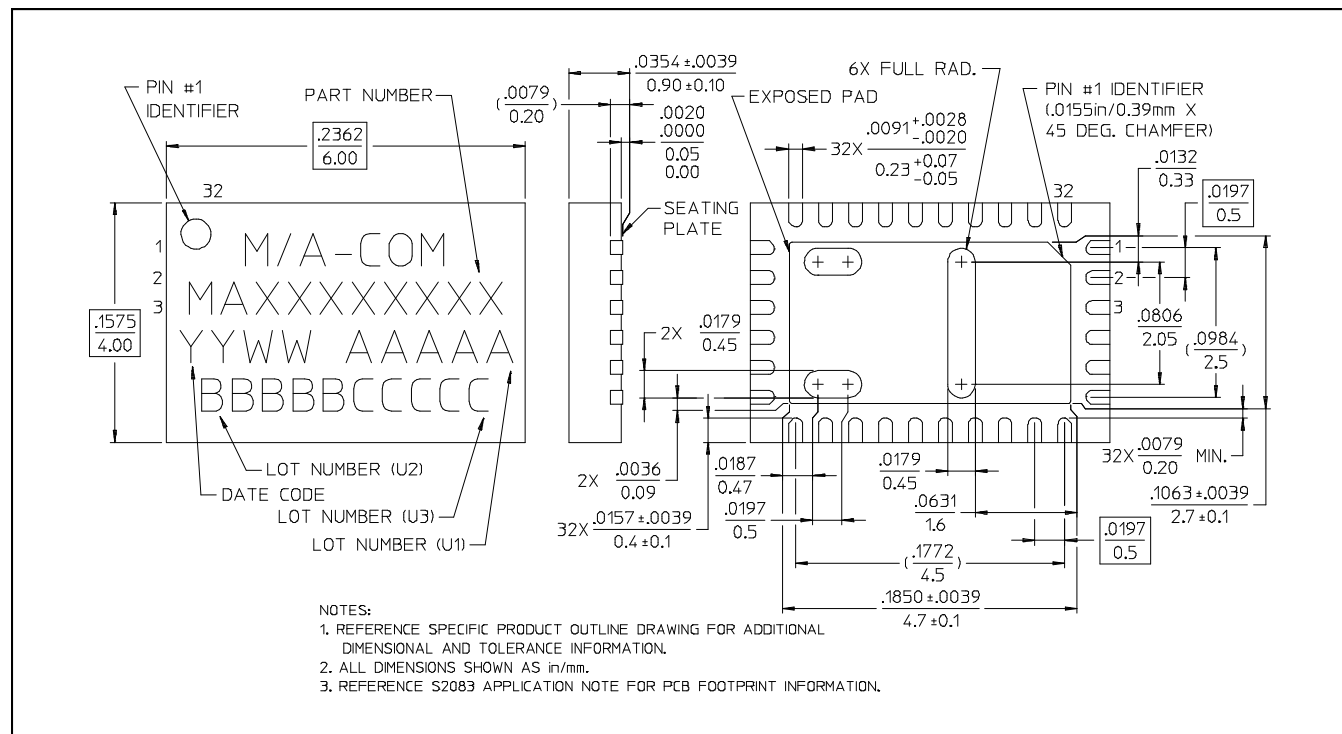 PIN #1
IDENTIFIER
PART NUMBER
.2362
6.00
32
1
2
3
.1575
4.00
M/A-COM
MAXXXXXXXXX
YYWW AAAAA
BBBBBCCCCC
LOT NUMBER (U2)
DATE CODE
LOT NUMBER (U3)
LOT NUMBER (U1)
.0354 ±.0039
0.90 ±0.10
(.0079
0.20)
.0020
.0000
0.05
0.00
SEATING
PLATE
EXPOSED PAD
6X FULL RAD.
32X .0091 +.0028
-.0020
0.23 +0.07
-0.05
PIN #1 IDENTIFIER
(.0155in/0.39mm X
45 DEG. CHAMFER)
32
.0132
0.33
.0197
0.5
1
2
3
.0806
2.05
(.0984
2.5)
2X .0179
0.45
2X .0036
0.09
32X .0157 ±.0039
0.4 ±0.1
.0187
0.47
.0197
0.5
.0179
0.45
.0631
1.6
32X .0079 MIN.
0.20
.1063 ±.0039
2.7 ±0.1
.0197
0.5
(.1772)
4.5
.1850 ±.0039
4.7 ±0.1
NOTES:
1. REFERENCE SPECIFIC PRODUCT OUTLINE DRAWING FOR ADDITIONAL
DIMENSIONAL AND TOLERANCE INFORMATION.
2. ALL DIMENSIONS SHOWN AS in/mm.
3. REFERENCE S2083 APPLICATION NOTE FOR PCB FOOTPRINT INFORMATION.